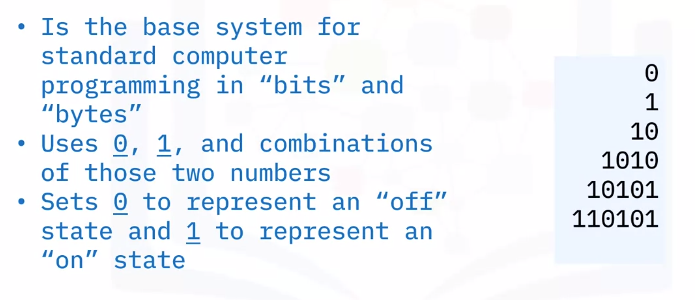 • Is the base system for
standard computer
programming in “bits” and
“bytes”
• Uses 0, 1, and combinations
of those two numbers
• Sets 0 to represent an “off”
state and 1 to represent an
“on” state
0
1
10
1010
10101
110101